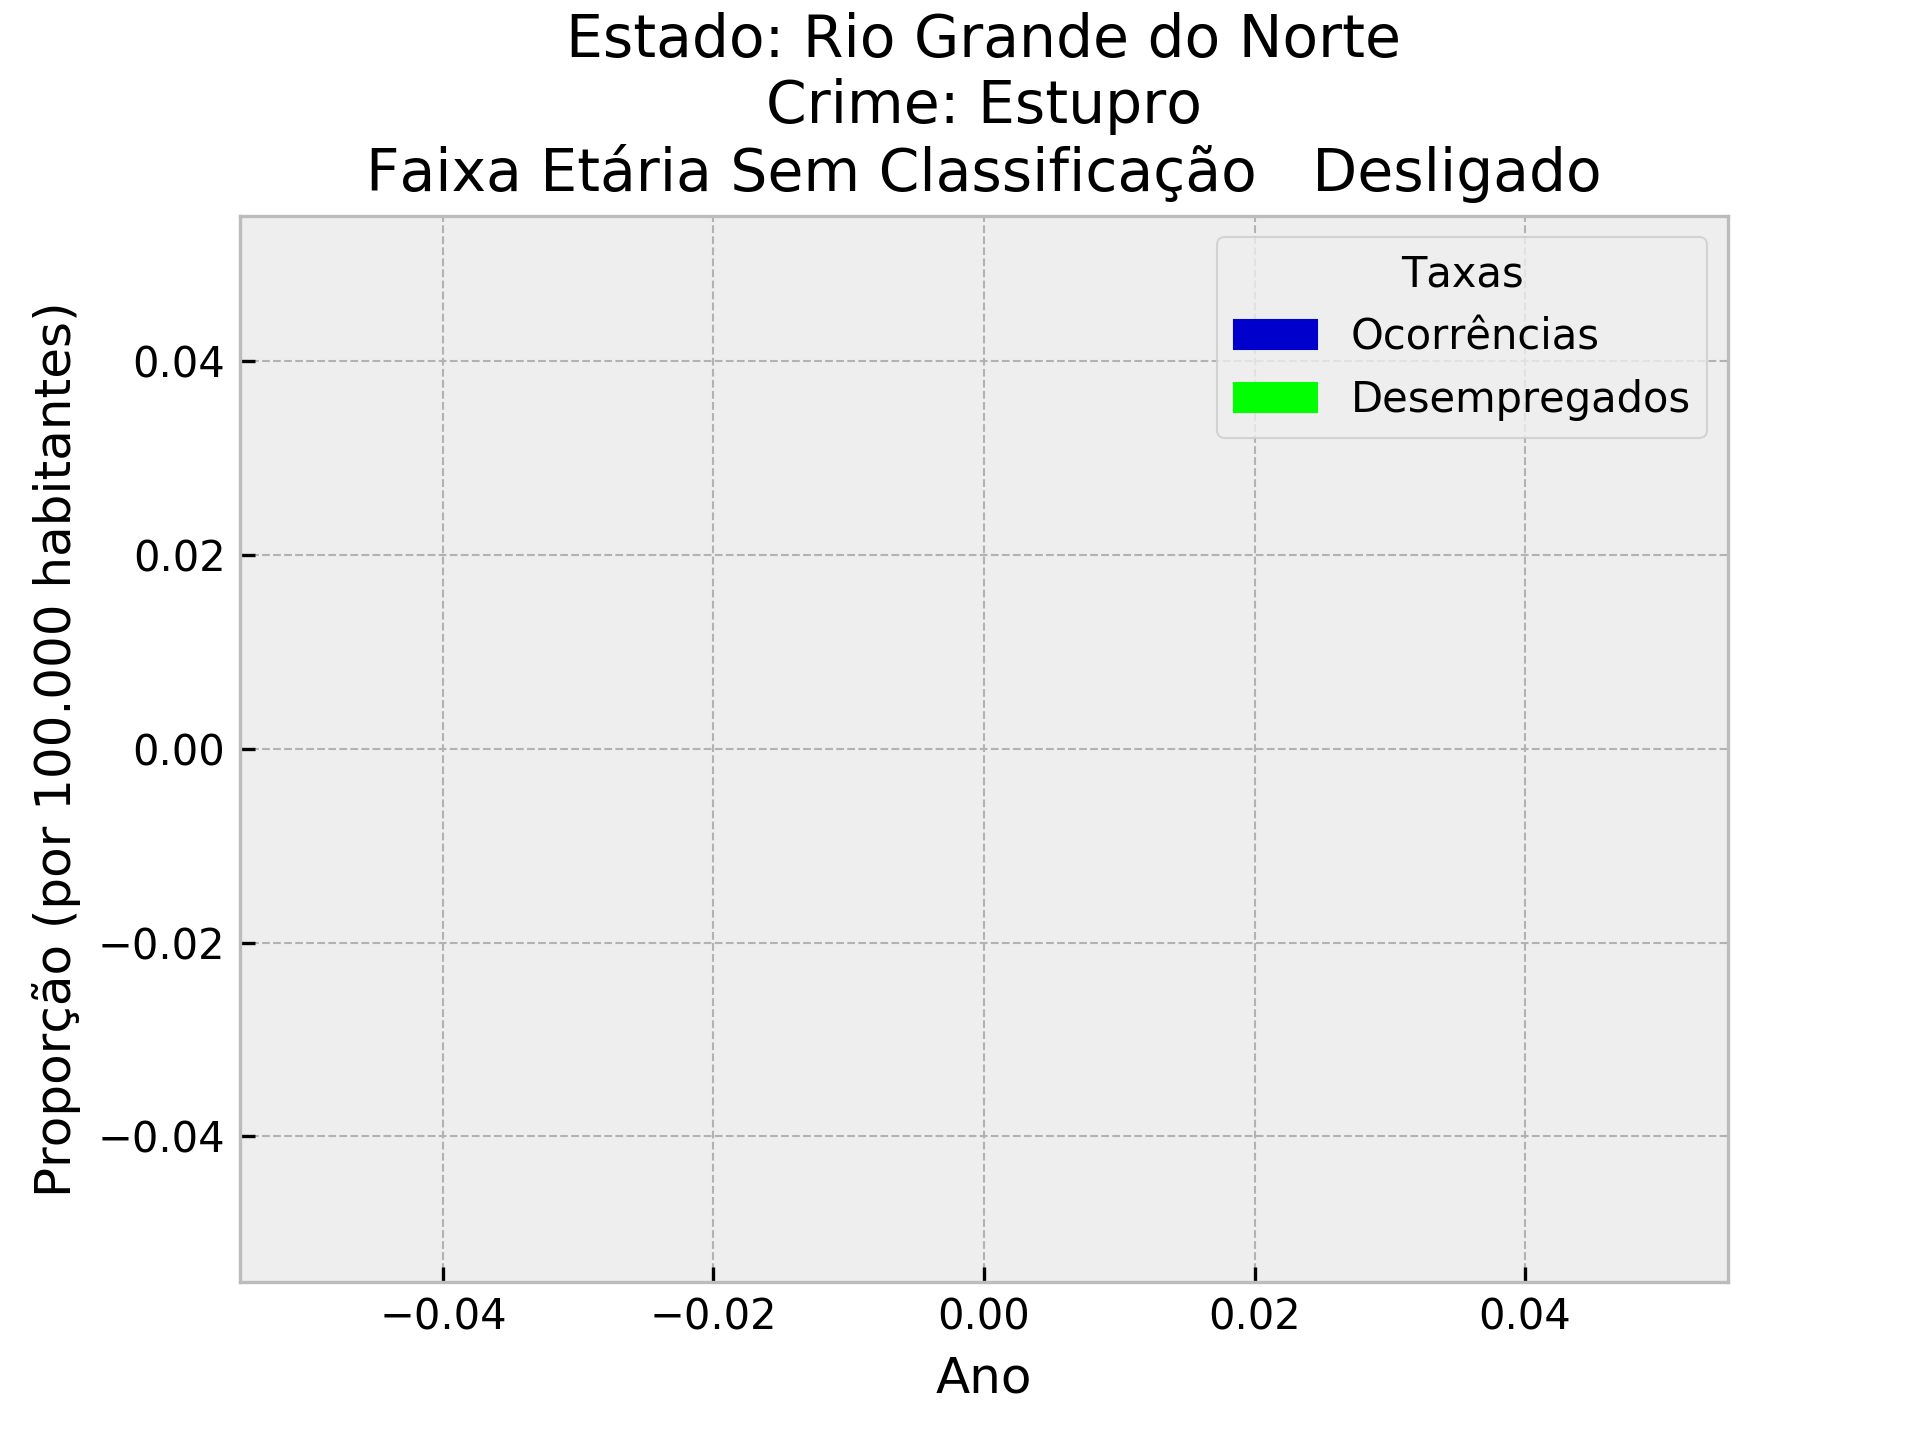 Estado: Rio Grande do Norte
Crime: Estupro
Faixa Etária Sem Classificação   Desligado
Taxas
Ocorrências
Desempregados
Proporção (por 100.000 habitantes)
0.04
0.02
0.00
−0.02
−0.04
−0.04
−0.02
0.00
0.02
0.04
Ano